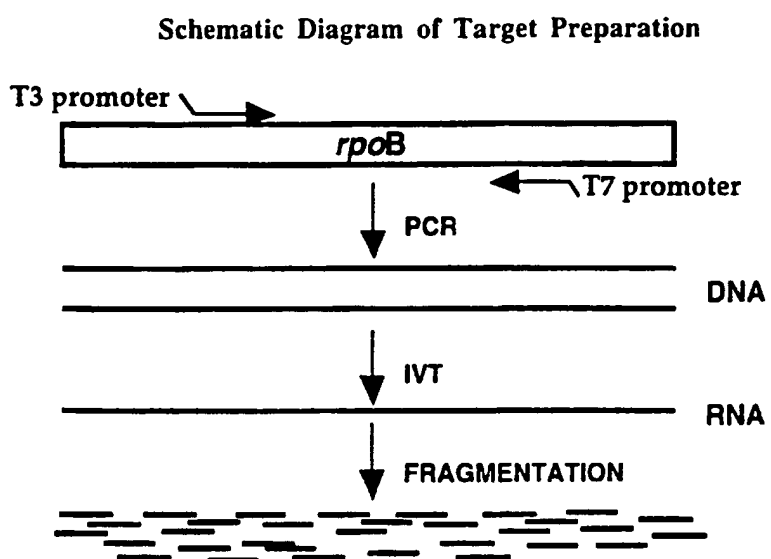 Schematic Diagram of Target Preparation
T3 promoter
rpoB
T7 promoter
PCR
DNA
IVT
RNA
FRAGMENTATION